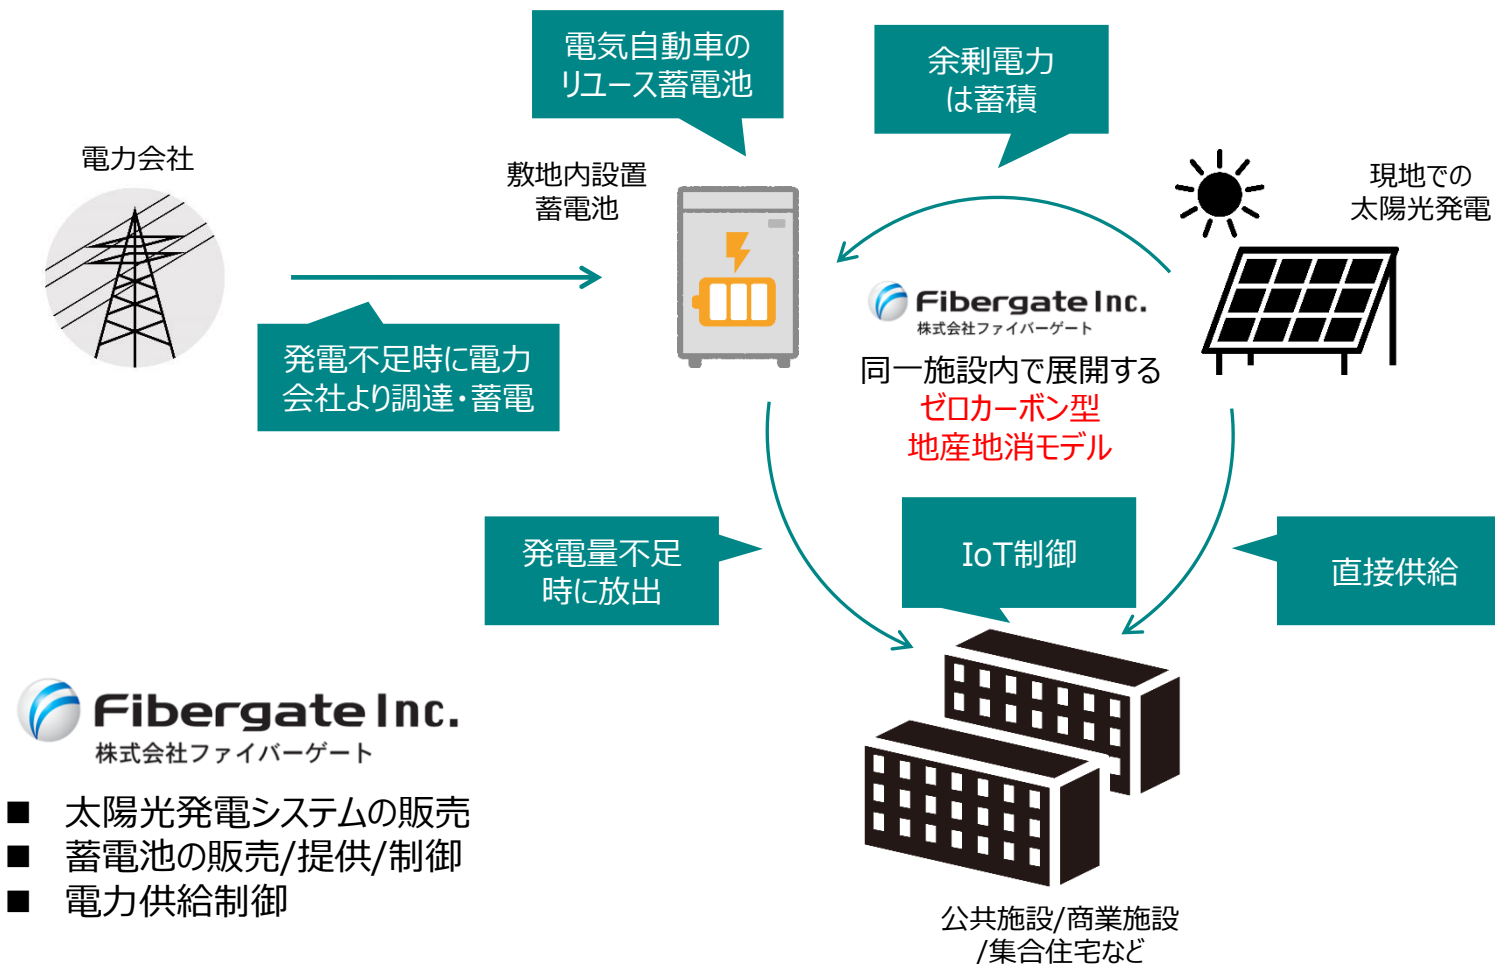 電気自動車の
リユース蓄電池
余剰電力
は蓄積
電力会社
敷地内設置
蓄電池
現地での
太陽光発電
発電不足時に電力
会社より調達・蓄電
Fibergate Inc.
株式会社ファイバーゲート
同一施設内で展開する
ゼロカーボン型
地産地消モデル
発電量不足
時に放出
IoT制御
直接供給
Fibergate Inc.
株式会社ファイバーゲート
■ 太陽光発電システムの販売
■ 蓄電池の販売/提供/制御
■ 電力供給制御
公共施設/商業施設
/集合住宅など